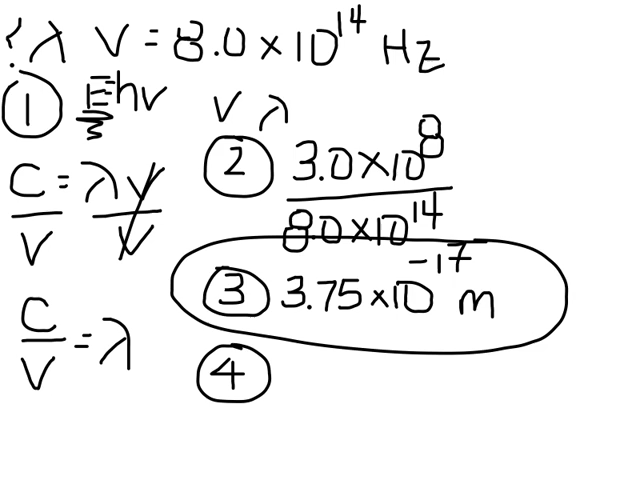 ? λ ν = 8.0 × 10^14 Hz
① E=hν ν λ
C/ν = λν/ν
② 3.0 × 10^8 / 8.0 × 10^14
③ 3.75 × 10^-17 m
C/ν = λ
④